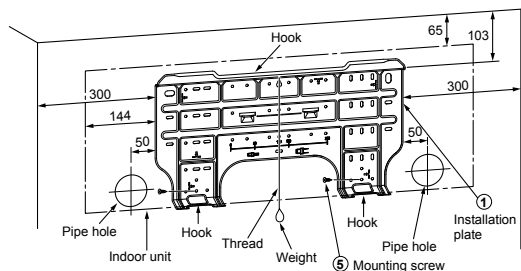 Hook
65
103
300
300
144
50
50
①
Installation
plate
Pipe hole
Hook
Hook
Indoor unit
Thread
Weight
Pipe hole
⑤ Mounting screw